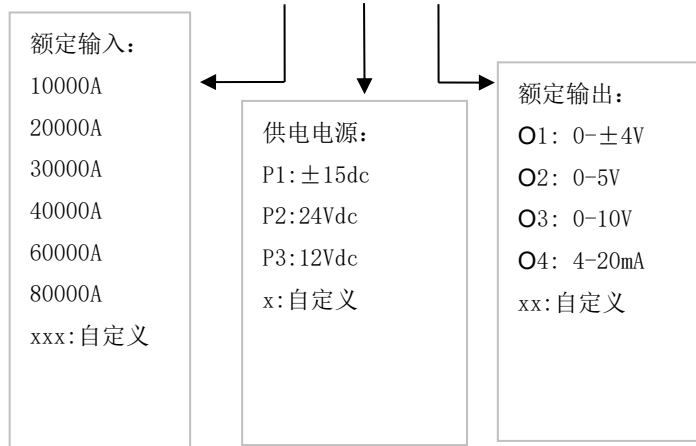 额定输入：
10000A
20000A
30000A
40000A
60000A
80000A
xxx:自定义
供电电源：
P1:±15dc
P2:24Vdc
P3:12Vdc
x:自定义
额定输出：
O1: 0-±4V
O2: 0-5V
O3: 0-10V
O4: 4-20mA
xx:自定义